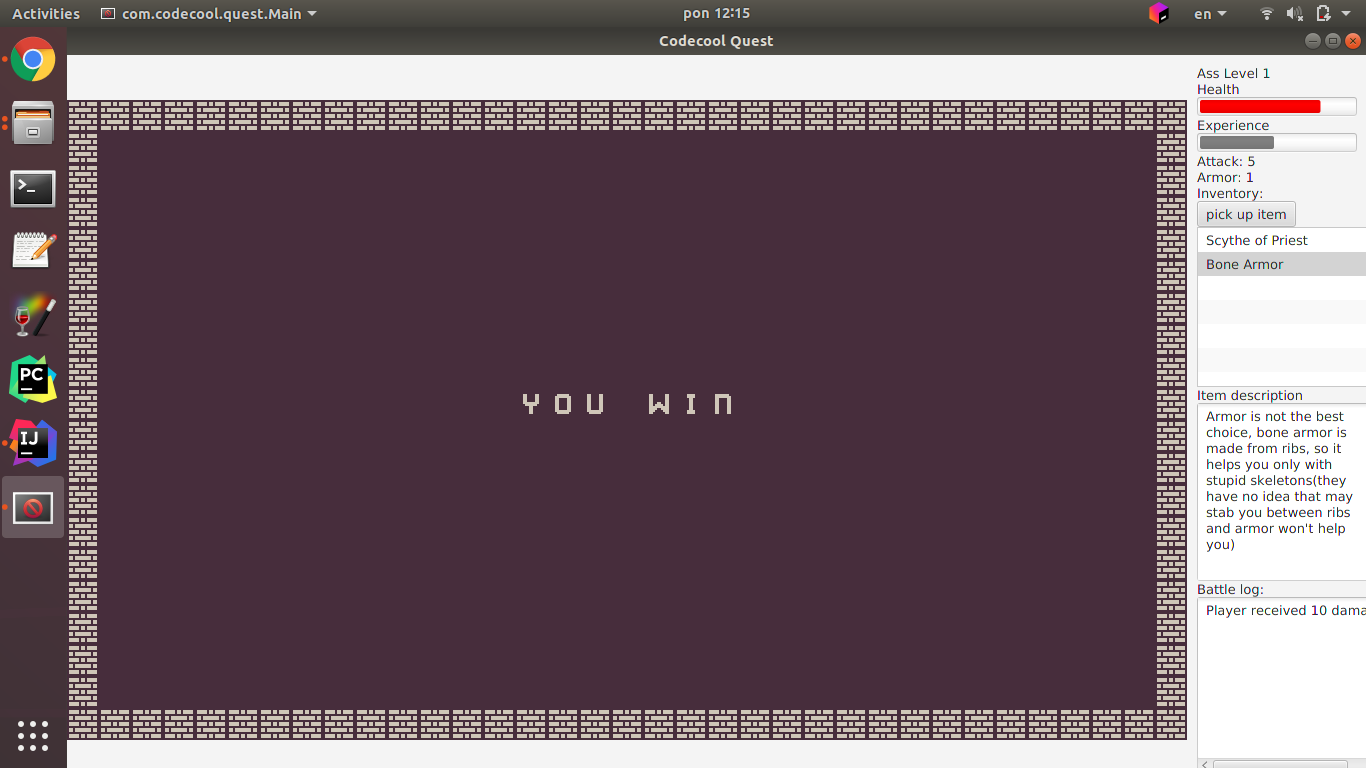 Activities
com.codecool.quest.Main
pon 12:15
en
Codecool Quest
Ass Level 1
Health
Experience
Attack: 5
Armor: 1
Inventory:
pick up item
Scythe of Priest
Bone Armor
YOU WIN
Item description
Armor is not the best
choice, bone armor is
made from ribs, so it
helps you only with
stupid skeletons(they
have no idea that may
stab you between ribs
and armor won't help
you)
Battle log:
Player received 10 dama
PC
IJ